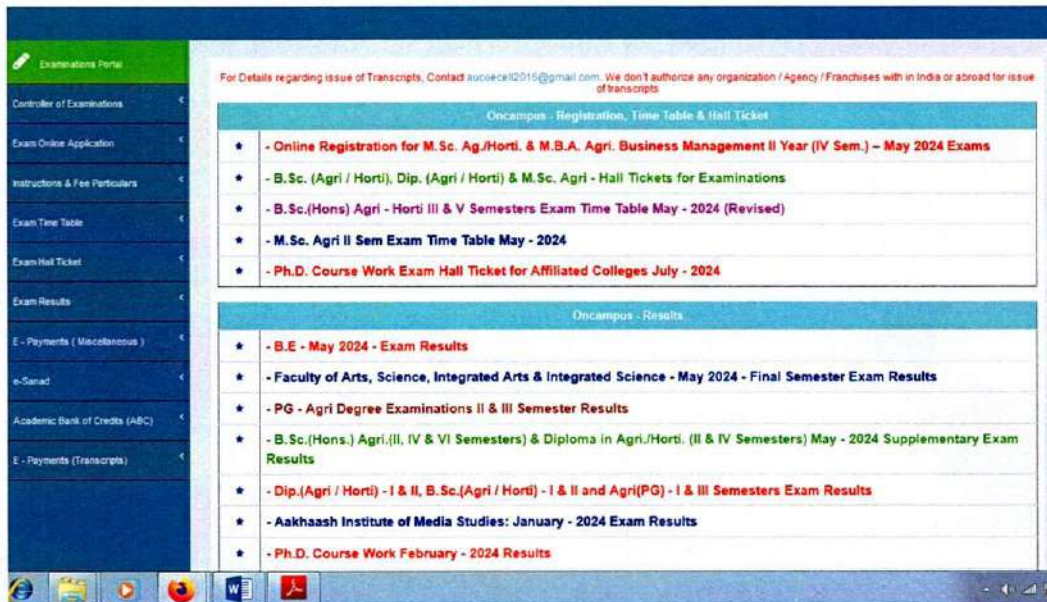 Examinations Portal
Controller of Examinations
Exam Online Application
Instructions & Fee Particulars
Exam Time Table
Exam Hall Ticket
Exam Results
E - Payments ( Miscellaneous )
e-Sanad
Academic Bank of Credits (ABC)
E - Payments (Transcripts)
For Details regarding issue of Transcripts, Contact aucoecell2016@gmail.com. We don't authorize any organization / Agency / Franchises with in India or abroad for issue
of transcripts
Oncampus - Registration, Time Table & Hall Ticket
- Online Registration for M.Sc. Ag./Horti. & M.B.A. Agri. Business Management II Year (IV Sem.) – May 2024 Exams
- B.Sc. (Agri / Horti), Dip. (Agri / Horti) & M.Sc. Agri - Hall Tickets for Examinations
- B.Sc.(Hons) Agri - Horti III & V Semesters Exam Time Table May - 2024 (Revised)
- M.Sc. Agri II Sem Exam Time Table May - 2024
- Ph.D. Course Work Exam Hall Ticket for Affiliated Colleges July - 2024
Oncampus - Results
- B.E - May 2024 - Exam Results
- Faculty of Arts, Science, Integrated Arts & Integrated Science - May 2024 - Final Semester Exam Results
- PG - Agri Degree Examinations II & III Semester Results
- B.Sc.(Hons.) Agri.(II, IV & VI Semesters) & Diploma in Agri./Horti. (II & IV Semesters) May - 2024 Supplementary Exam
Results
- Dip.(Agri / Horti) - I & II, B.Sc.(Agri / Horti) - I & II and Agri(PG) - I & III Semesters Exam Results
- Aakhaash Institute of Media Studies: January - 2024 Exam Results
- Ph.D. Course Work February - 2024 Results